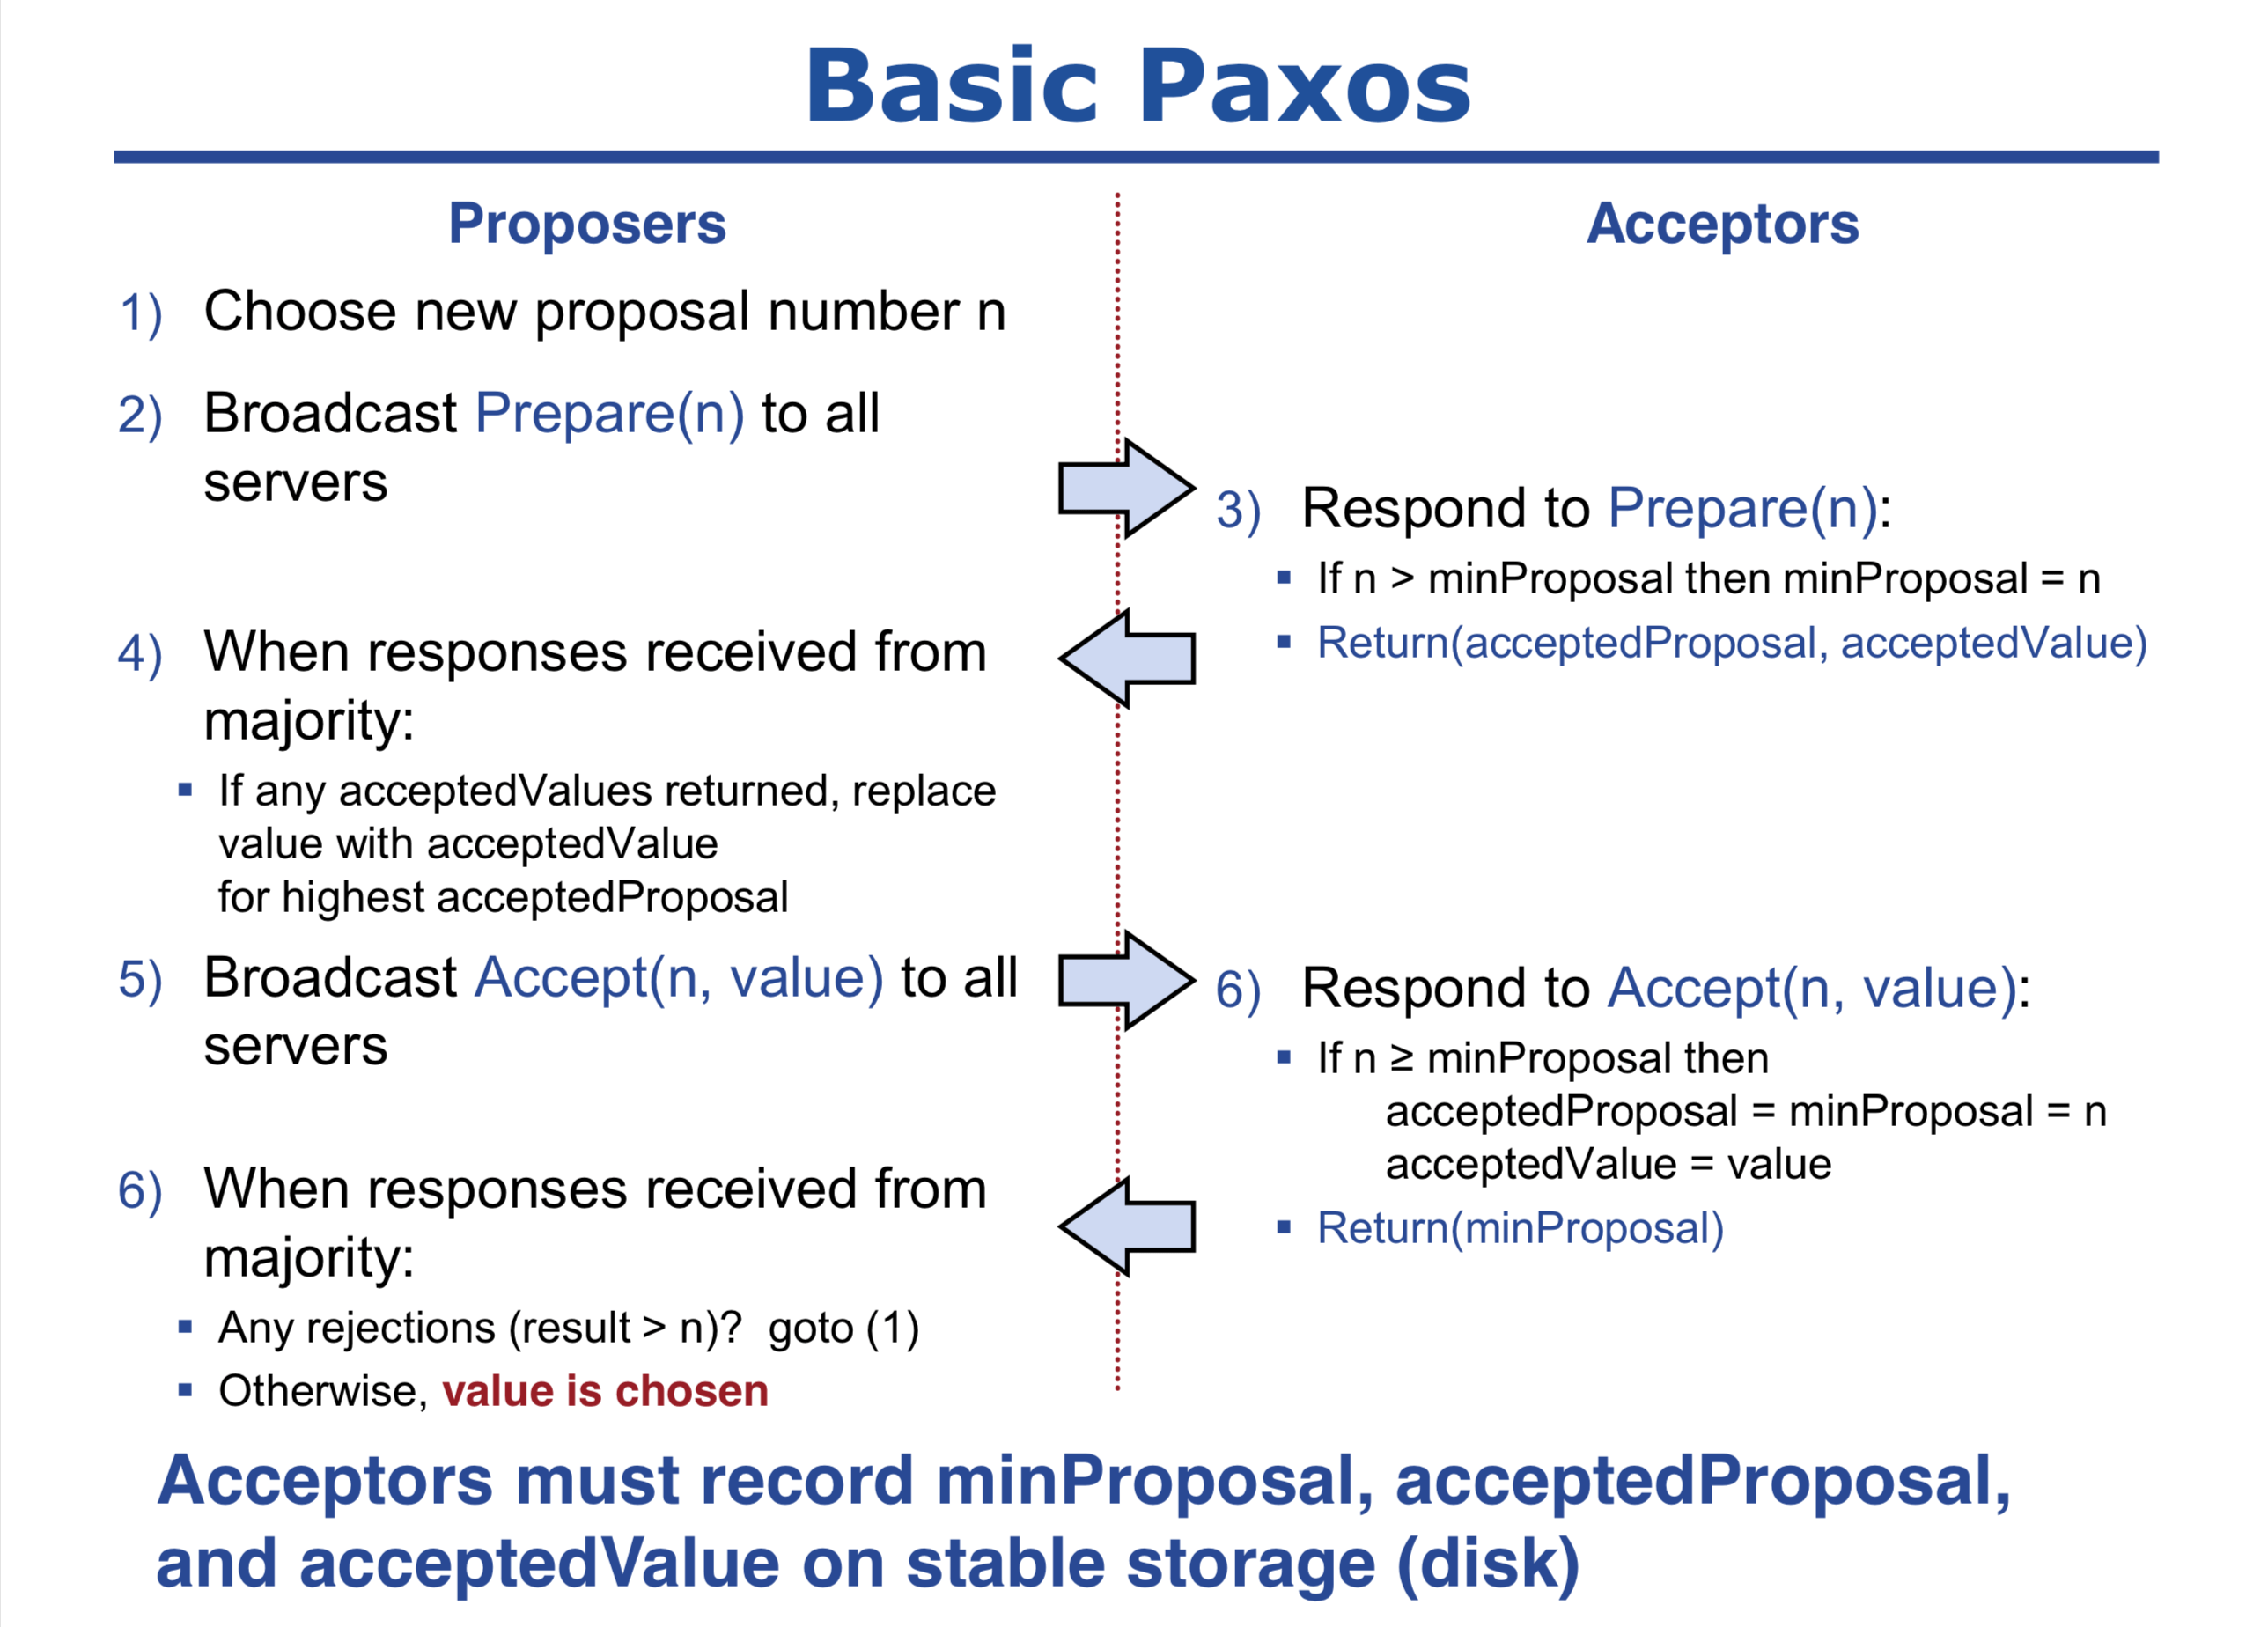 Basic Paxos
Proposers
1) Choose new proposal number n
2) Broadcast Prepare(n) to all
servers
4) When responses received from
majority:
▪ If any acceptedValues returned, replace
value with acceptedValue
for highest acceptedProposal
5) Broadcast Accept(n, value) to all
servers
6) When responses received from
majority:
▪ Any rejections (result > n)? goto (1)
▪ Otherwise, value is chosen
Acceptors
3) Respond to Prepare(n):
▪ If n > minProposal then minProposal = n
▪ Return(acceptedProposal, acceptedValue)
6) Respond to Accept(n, value):
▪ If n ≥ minProposal then
acceptedProposal = minProposal = n
acceptedValue = value
▪ Return(minProposal)
Acceptors must record minProposal, acceptedProposal,
and acceptedValue on stable storage (disk)